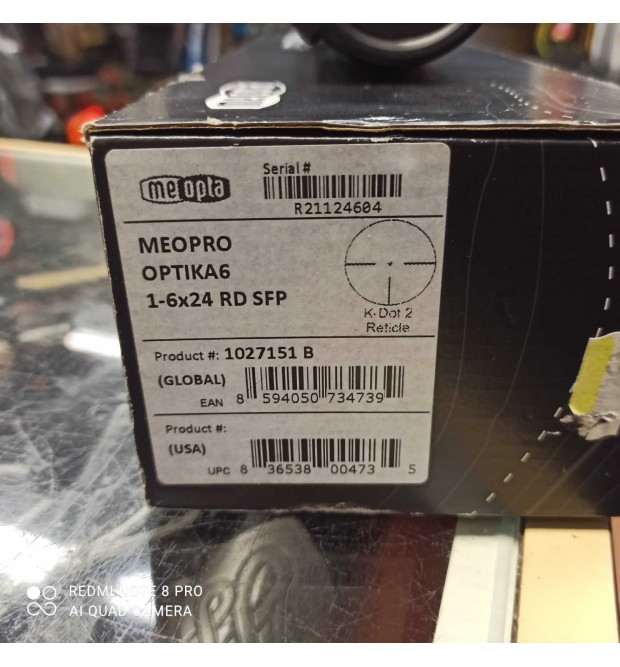 meopta
Serial #
R21124604
MEOPRO
OPTIKA6
1-6x24 RD SFP
K-Dot 2
Reticle
Product #: 1027151 B
(GLOBAL)
EAN 8 594050 734739
Product #:
(USA)
UPC 8 36538 00473 5
REDMI NOTE 8 PRO
AI QUAD CAMERA